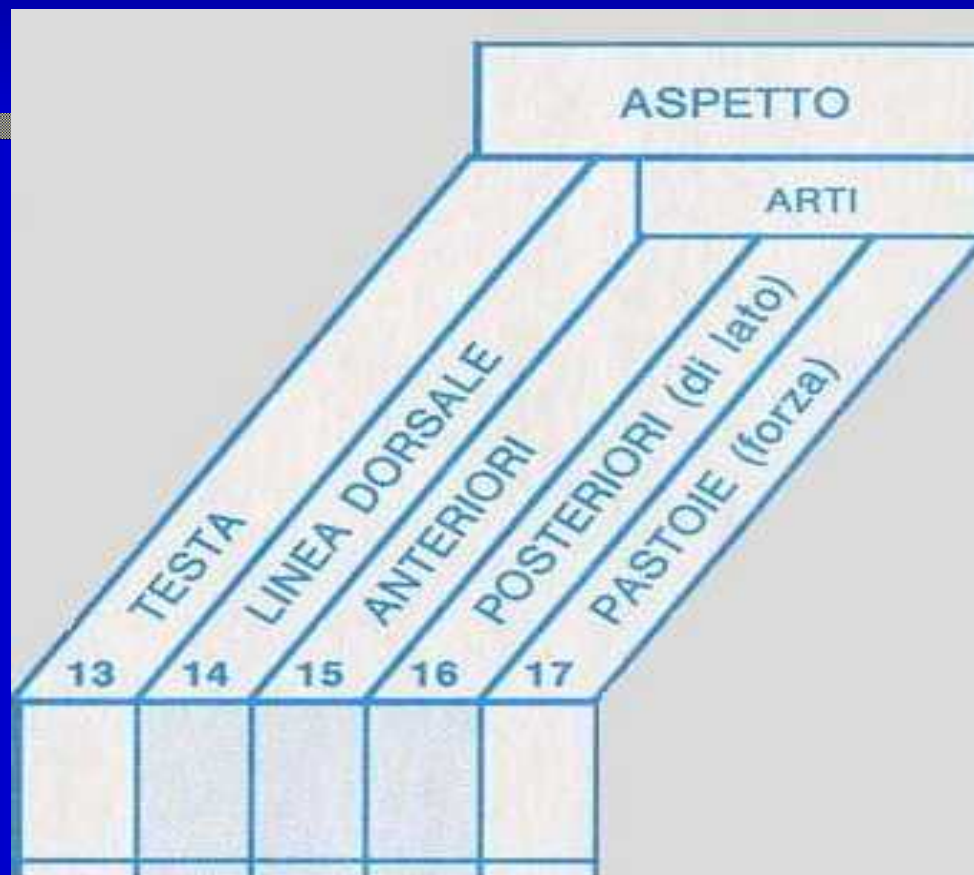 ASPETTO
ARTI
TESTA
LINEA DORSALE
ANTERIORI
POSTERIORI (di lato)
PASTOIE (forza)
13 14 15 16 17